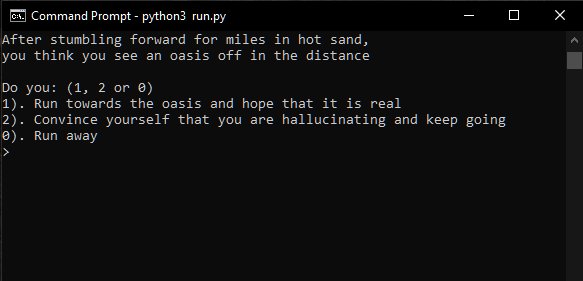 Command Prompt - python3 run.py
After stumbling forward for miles in hot sand,
you think you see an oasis off in the distance
Do you: (1, 2 or 0)
1). Run towards the oasis and hope that it is real
2). Convince yourself that you are hallucinating and keep going
0). Run away
>